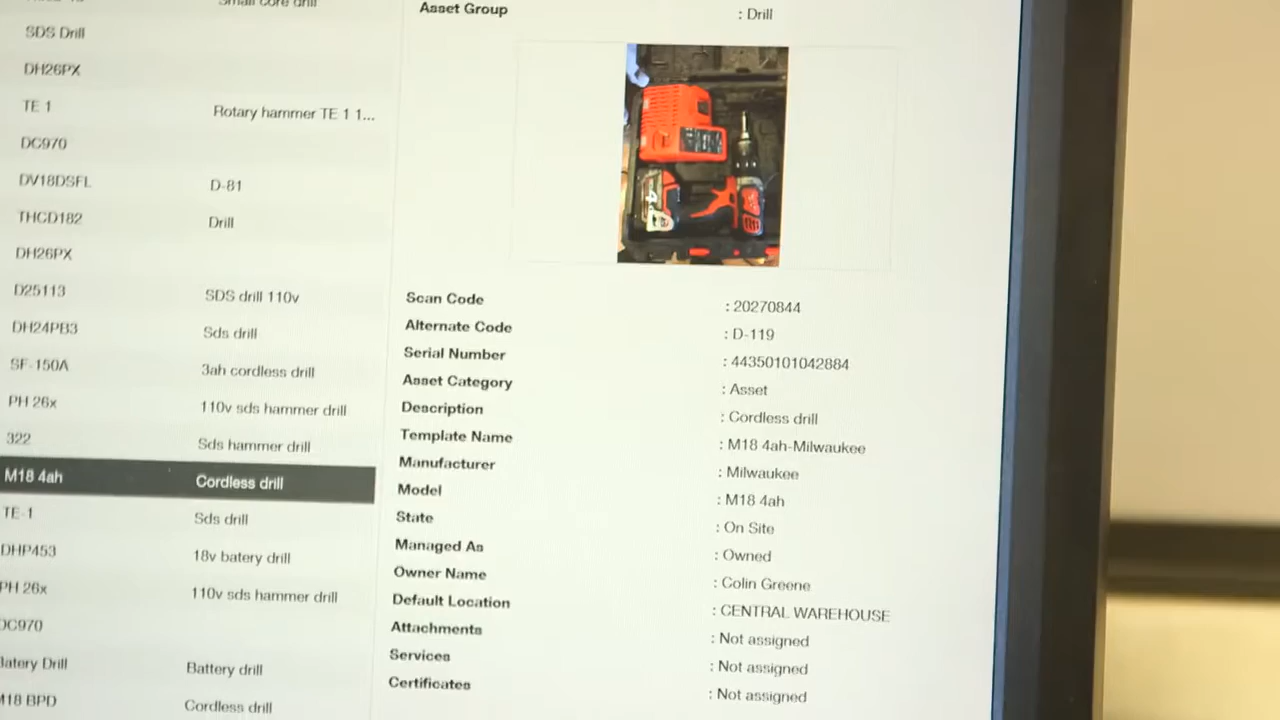 Small core drill
SDS Drill
DH26PX
TE 1 Rotary hammer TE 1 1...
DC970
DV18DSFL D-81
THCD182 Drill
DH26PX
D25113 SDS drill 110v
DH24PB3 Sds drill
SF-150A 3ah cordless drill
PH 26x 110v sds hammer drill
322 Sds hammer drill
M18 4ah Cordless drill
TE-1 Sds drill
DHP453 18v batery drill
PH 26x 110v sds hammer drill
DC970
Batery Drill Battery drill
M18 BPD Cordless drill
Asset Group : Drill
Scan Code : 20270844
Alternate Code : D-119
Serial Number : 44350101042884
Asset Category : Asset
Description : Cordless drill
Template Name : M18 4ah-Milwaukee
Manufacturer : Milwaukee
Model : M18 4ah
State : On Site
Managed As : Owned
Owner Name : Colin Greene
Default Location : CENTRAL WAREHOUSE
Attachments : Not assigned
Services : Not assigned
Certificates : Not assigned